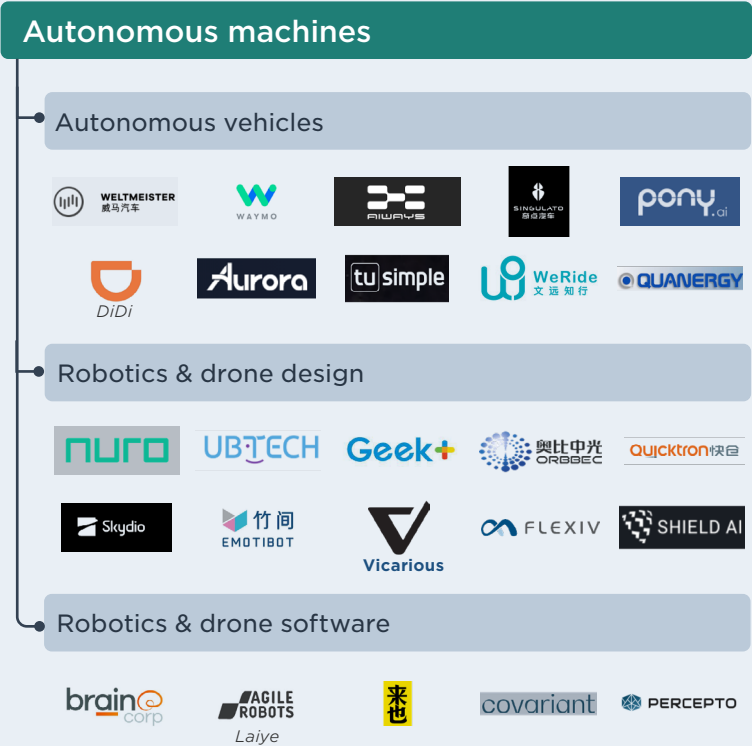 Autonomous machines
Autonomous vehicles
WELTMEISTER
威马汽车
WAYMO
AIWAYS
SINGULATO
奇点汽车
pony.ai
DiDi
Aurora
tu simple
WeRide
文远知行
QUANERGY
Robotics & drone design
nuro
UBTECH
Geek+
奥比中光
ORBBEC
Quicktron快仓
Skydio
竹间
EMOTIBOT
Vicarious
FLEXIV
SHIELD AI
Robotics & drone software
brain
corp
AGILE
ROBOTS
Laiye
来也
covariant
PERCEPTO